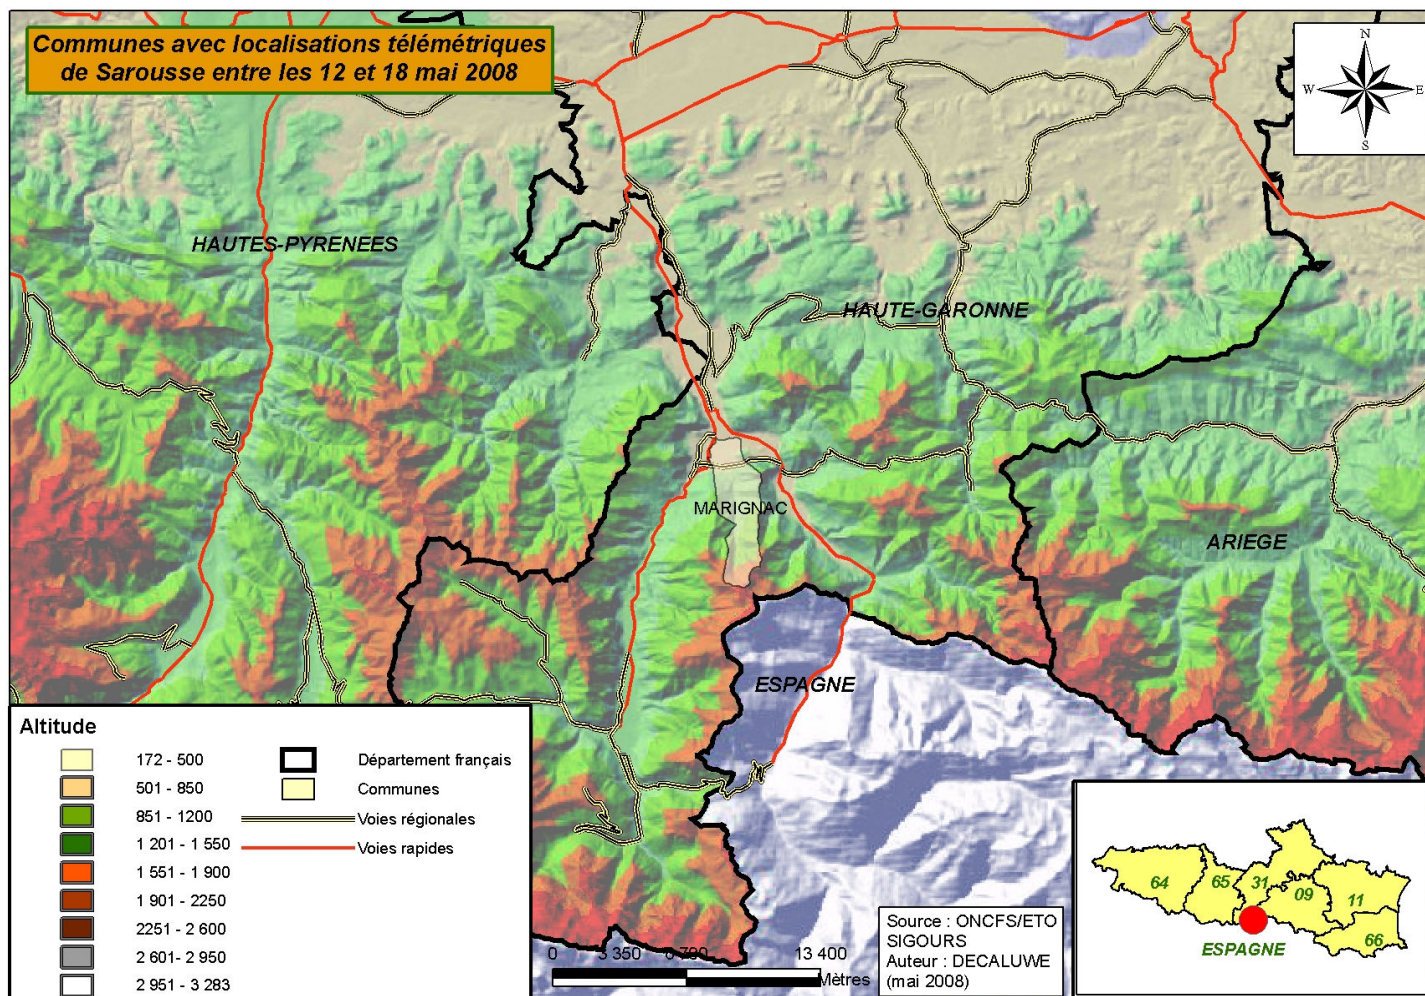 Communes avec localisations télémétriques
de Sarousse entre les 12 et 18 mai 2008
N
W
E
S
HAUTES-PYRENEES
HAUTE-GARONNE
MARIGNAC
ARIEGE
ESPAGNE
Altitude
172 - 500
501 - 850
851 - 1200
1 201 - 1 550
1 551 - 1 900
1 901 - 2250
2251 - 2 600
2 601- 2 950
2 951 - 3 283
Département français
Communes
Voies régionales
Voies rapides
0
3 350
13 400
Mètres
Source : ONCFS/ETO
SIGOURS
Auteur : DECALUWE
(mai 2008)
64
65
31
09
11
66
ESPAGNE